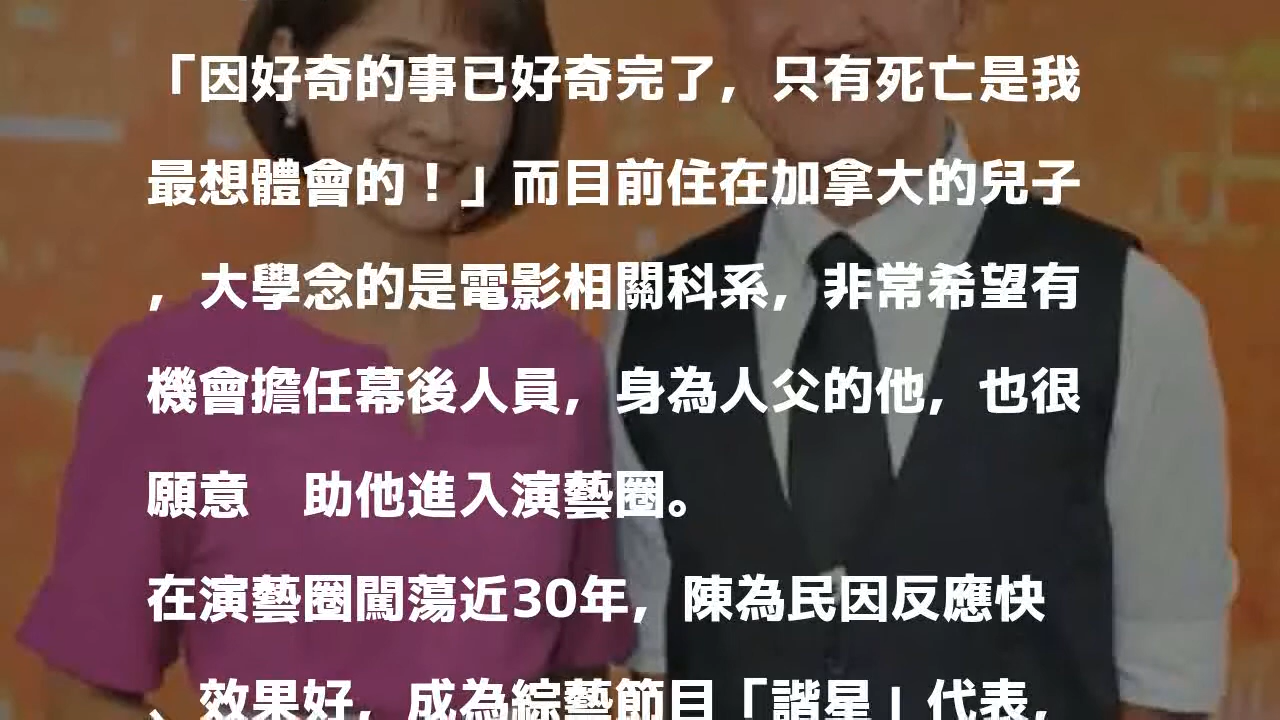 「因好奇的事已好奇完了，只有死亡是我
最想體會的！」而目前住在加拿大的兒子
，大學念的是電影相關科系，非常希望有
機會擔任幕後人員，身為人父的他，也很
願意　助他進入演藝圈。
在演藝圈闖蕩近30年，陳為民因反應快
、效果好，成為綜藝節目「諧星」代表，